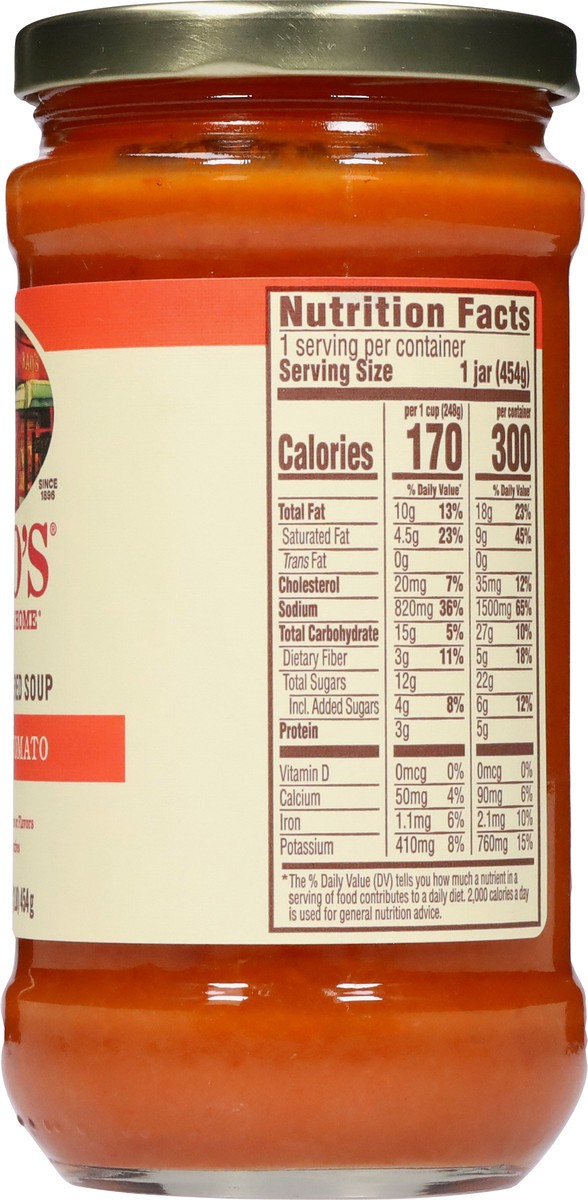 RAO'S
SINCE
1896
O'S®
HOME™
ED SOUP
OMATO
or Flavors
454 g
Nutrition Facts
1 serving per container
Serving Size 1 jar (454g)
per 1 cup (248g) per container
Calories 170 300
% Daily Value* % Daily Value*
Total Fat 10g 13% 18g 23%
Saturated Fat 4.5g 23% 9g 45%
Trans Fat 0g 0g
Cholesterol 20mg 7% 35mg 12%
Sodium 820mg 36% 1500mg 65%
Total Carbohydrate 15g 5% 27g 10%
Dietary Fiber 3g 11% 5g 18%
Total Sugars 12g 22g
Incl. Added Sugars 4g 8% 6g 12%
Protein 3g 5g
Vitamin D 0mcg 0% 0mcg 0%
Calcium 50mg 4% 90mg 6%
Iron 1.1mg 6% 2.1mg 10%
Potassium 410mg 8% 760mg 15%
*The % Daily Value (DV) tells you how much a nutrient in a
serving of food contributes to a daily diet. 2,000 calories a day
is used for general nutrition advice.